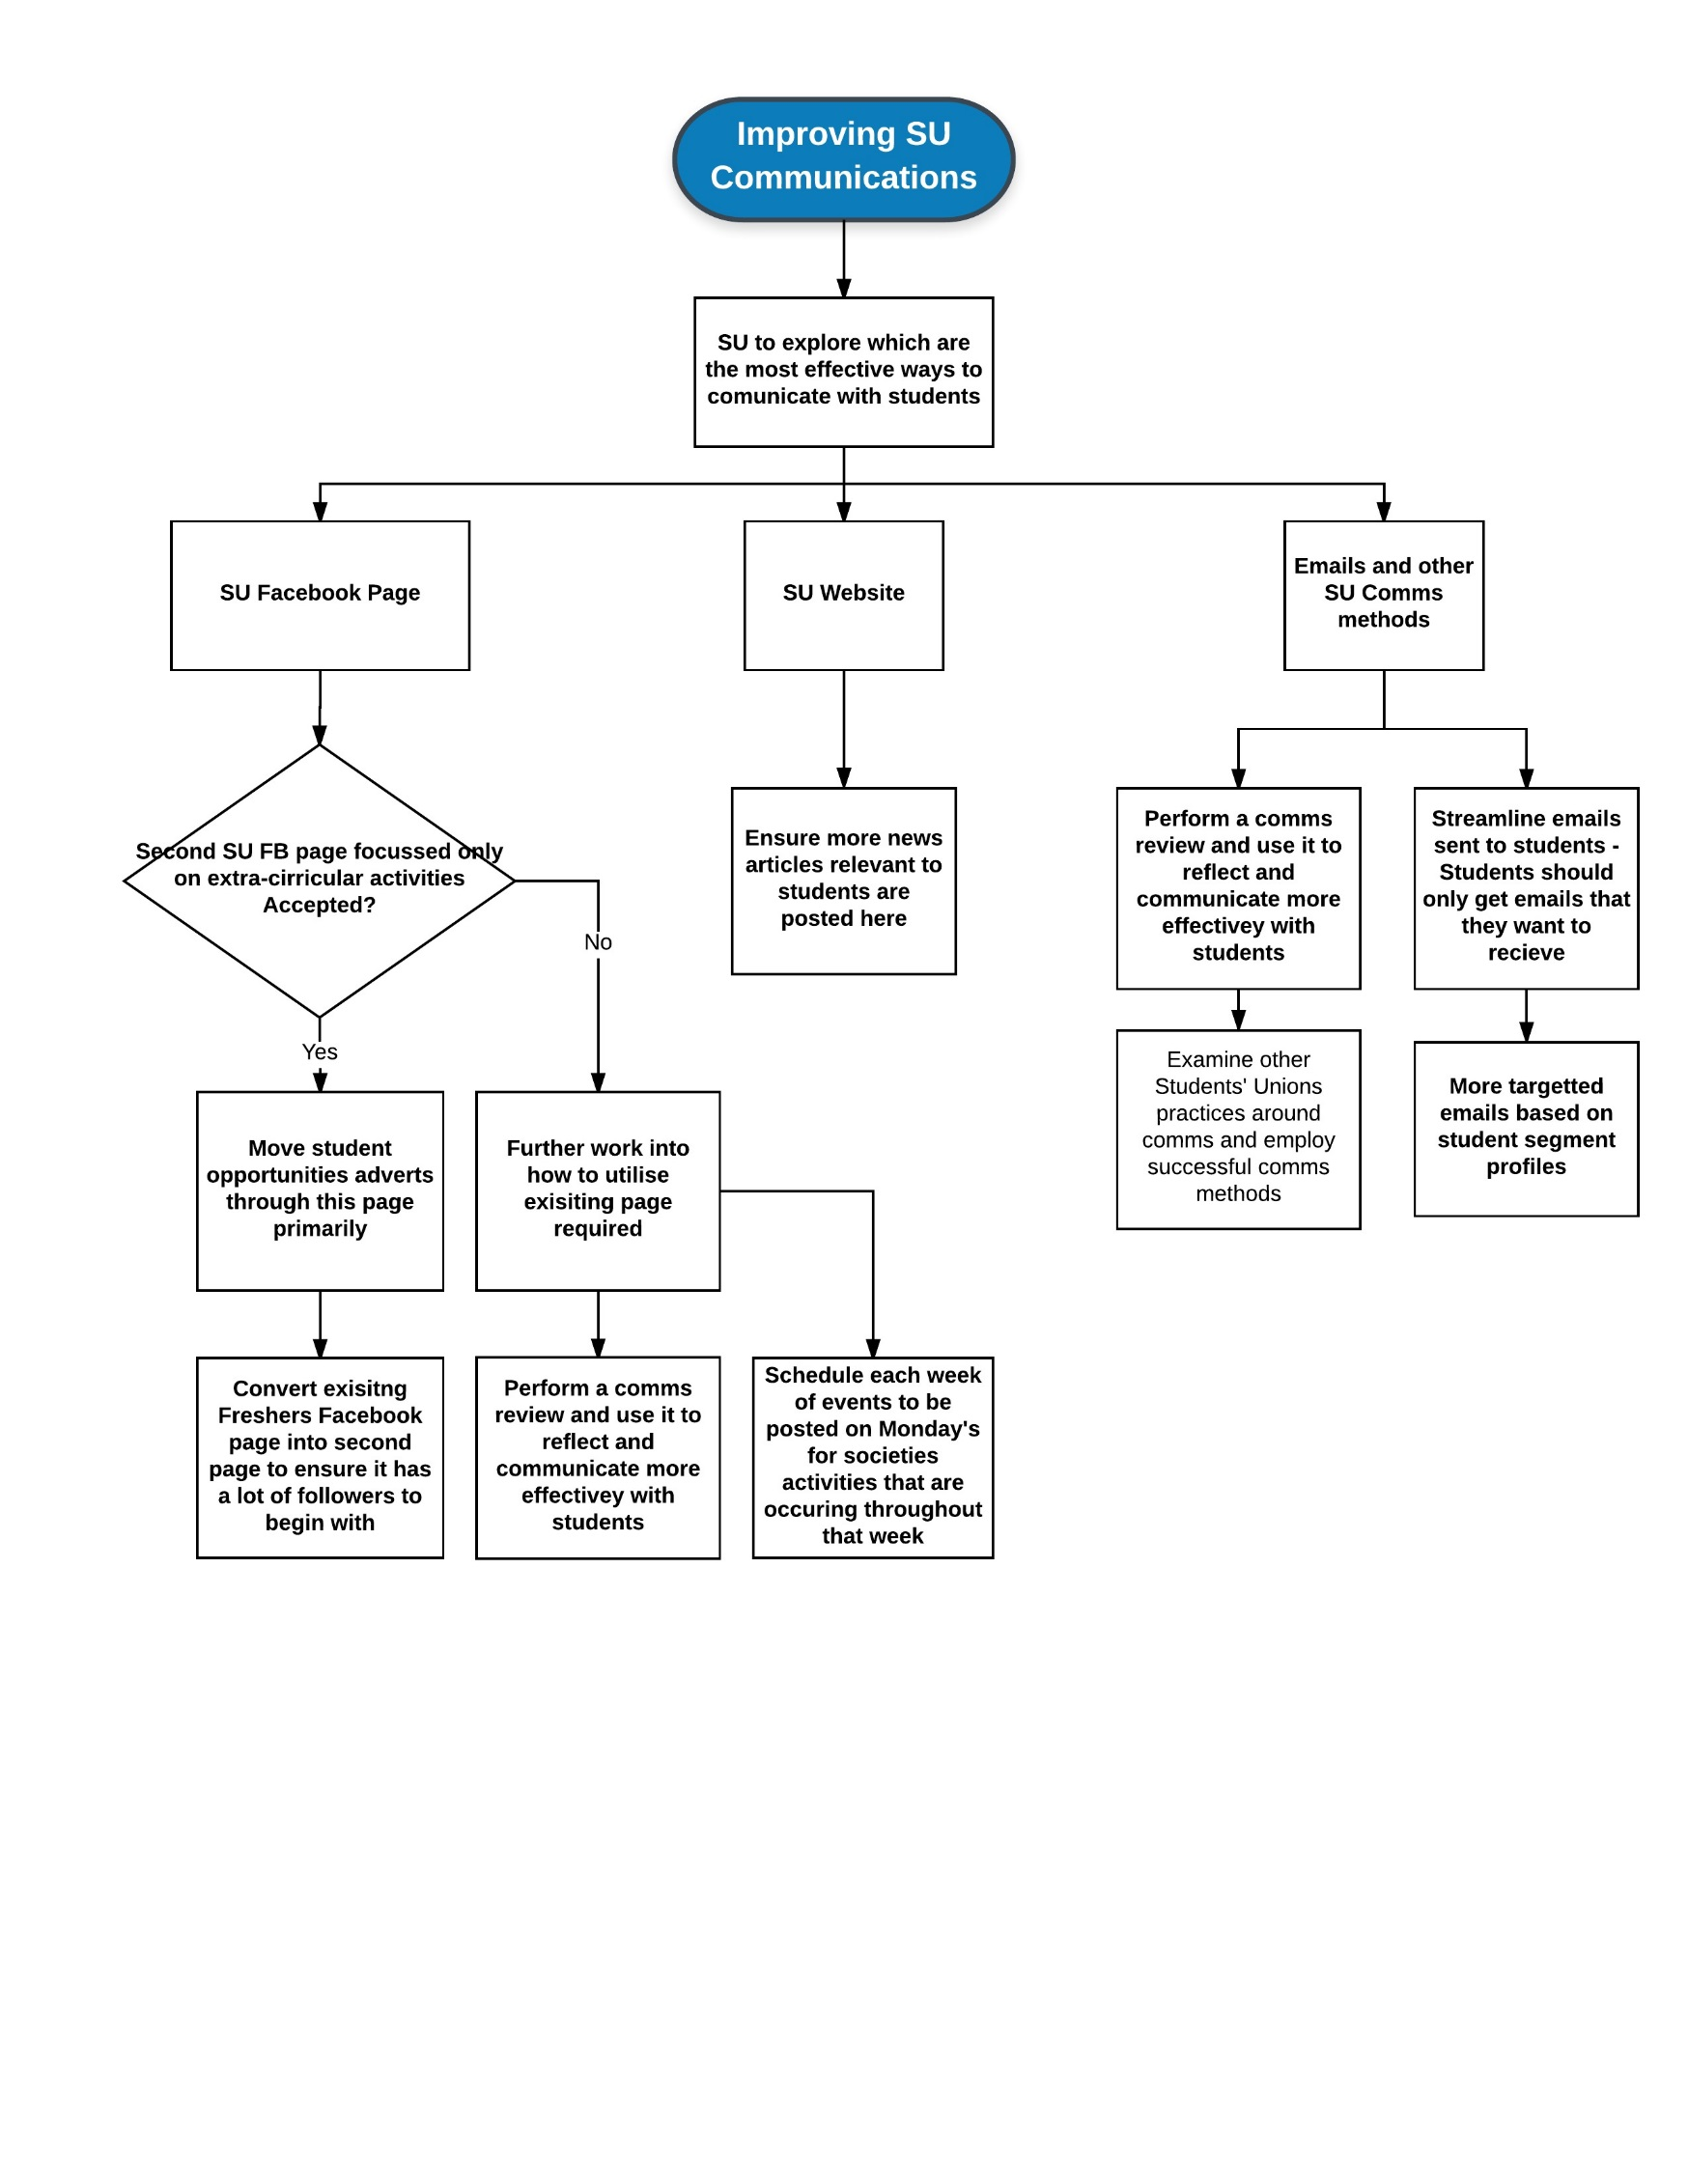 Improving SU
Communications
SU to explore which are
the most effective ways to
comunicate with students
SU Facebook Page
SU Website
Emails and other
SU Comms
methods
Second SU FB page focussed only
on extra-cirricular activities
Accepted?
No
Yes
Ensure more news
articles relevant to
students are
posted here
Perform a comms
review and use it to
reflect and
communicate more
effectivey with
students
Streamline emails
sent to students -
Students should
only get emails that
they want to
recieve
Examine other
Students' Unions
practices around
comms and employ
successful comms
methods
More targetted
emails based on
student segment
profiles
Move student
opportunities adverts
through this page
primarily
Further work into
how to utilise
exisiting page
required
Convert exisitng
Freshers Facebook
page into second
page to ensure it has
a lot of followers to
begin with
Perform a comms
review and use it to
reflect and
communicate more
effectivey with
students
Schedule each week
of events to be
posted on Monday's
for societies
activities that are
occuring throughout
that week